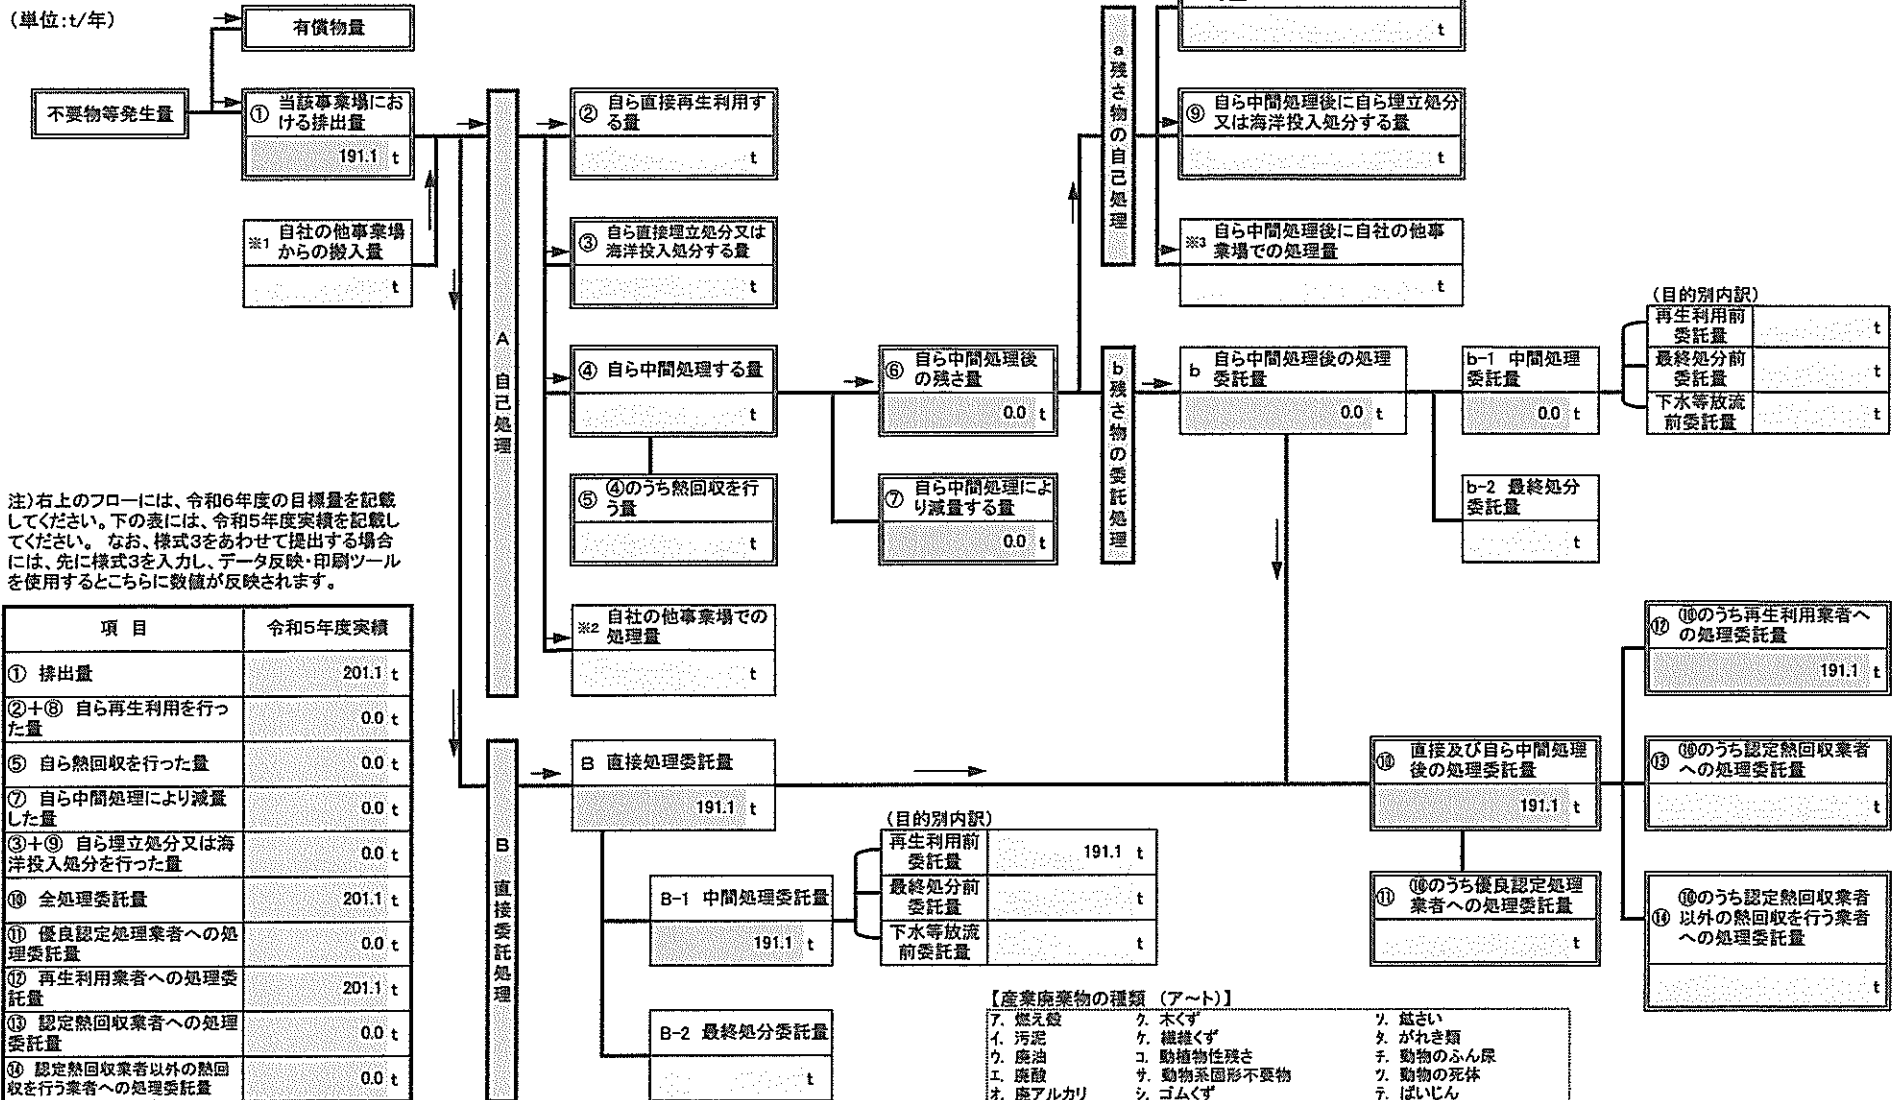 (単位:t/年)
有償物量
不要物等発生量
① 当該事業場にお
ける排出量
191.1 t
※1 自社の他事業場
からの搬入量
t
A 自己処理
② 自ら直接再生利用す
る量
t
③ 自ら直接埋立処分又は
海洋投入処分する量
t
④ 自ら中間処理する量
t
⑤ ④のうち熱回収を行
う量
t
※2 自社の他事業場での
処理量
t
⑥ 自ら中間処理後
の残さ量
0.0 t
⑦ 自ら中間処理によ
り減量する量
0.0 t
a 残さ物の自己処理
t
⑨ 自ら中間処理後に自ら埋立処分
又は海洋投入処分する量
t
※3 自ら中間処理後に自社の他事
業場での処理量
t
b 残さ物の委託処理
b 自ら中間処理後の処理
委託量
0.0 t
b-1 中間処理
委託量
0.0 t
(目的別内訳)
再生利用前
委託量
t
最終処分前
委託量
t
下水等放流
前委託量
t
b-2 最終処分
委託量
t
注)右上のフローには、令和6年度の目標量を記載
してください。下の表には、令和5年度実績を記載し
てください。 なお、様式3をあわせて提出する場合
には、先に様式3を入力し、データ反映・印刷ツール
を使用するとこちらに数値が反映されます。
項 目 令和5年度実績
① 排出量 201.1 t
②+⑧ 自ら再生利用を行っ
た量 0.0 t
⑤ 自ら熱回収を行った量 0.0 t
⑦ 自ら中間処理により減量
した量 0.0 t
③+⑨ 自ら埋立処分又は海
洋投入処分を行った量 0.0 t
⑩ 全処理委託量 201.1 t
⑪ 優良認定処理業者への処
理委託量 0.0 t
⑫ 再生利用業者への処理委
託量 201.1 t
⑬ 認定熱回収業者への処理
委託量 0.0 t
⑭ 認定熱回収業者以外の熱回
収を行う業者への処理委託量 0.0 t
B 直接委託処理
B 直接処理委託量
191.1 t
B-1 中間処理委託量
191.1 t
(目的別内訳)
再生利用前
委託量
191.1 t
最終処分前
委託量
t
下水等放流
前委託量
t
B-2 最終処分委託量
t
⑩ 直接及び自ら中間処理
後の処理委託量
191.1 t
⑪ ⑩のうち優良認定処理
業者への処理委託量
t
⑫ ⑩のうち再生利用業者へ
の処理委託量
191.1 t
⑬ ⑩のうち認定熱回収業者
への処理委託量
t
⑭ ⑩のうち認定熱回収業者
以外の熱回収を行う業者
への処理委託量
t
【産業廃棄物の種類 (ア~ト)】
ア. 燃え殻 ク. 木くず ソ. 鉱さい
イ. 汚泥 ケ. 繊維くず タ. がれき類
ウ. 廃油 コ. 動植物性残さ チ. 動物のふん尿
エ. 廃酸 サ. 動物系固形不要物 ツ. 動物の死体
オ. 廃アルカリ シ. ゴムくず テ. ばいじん